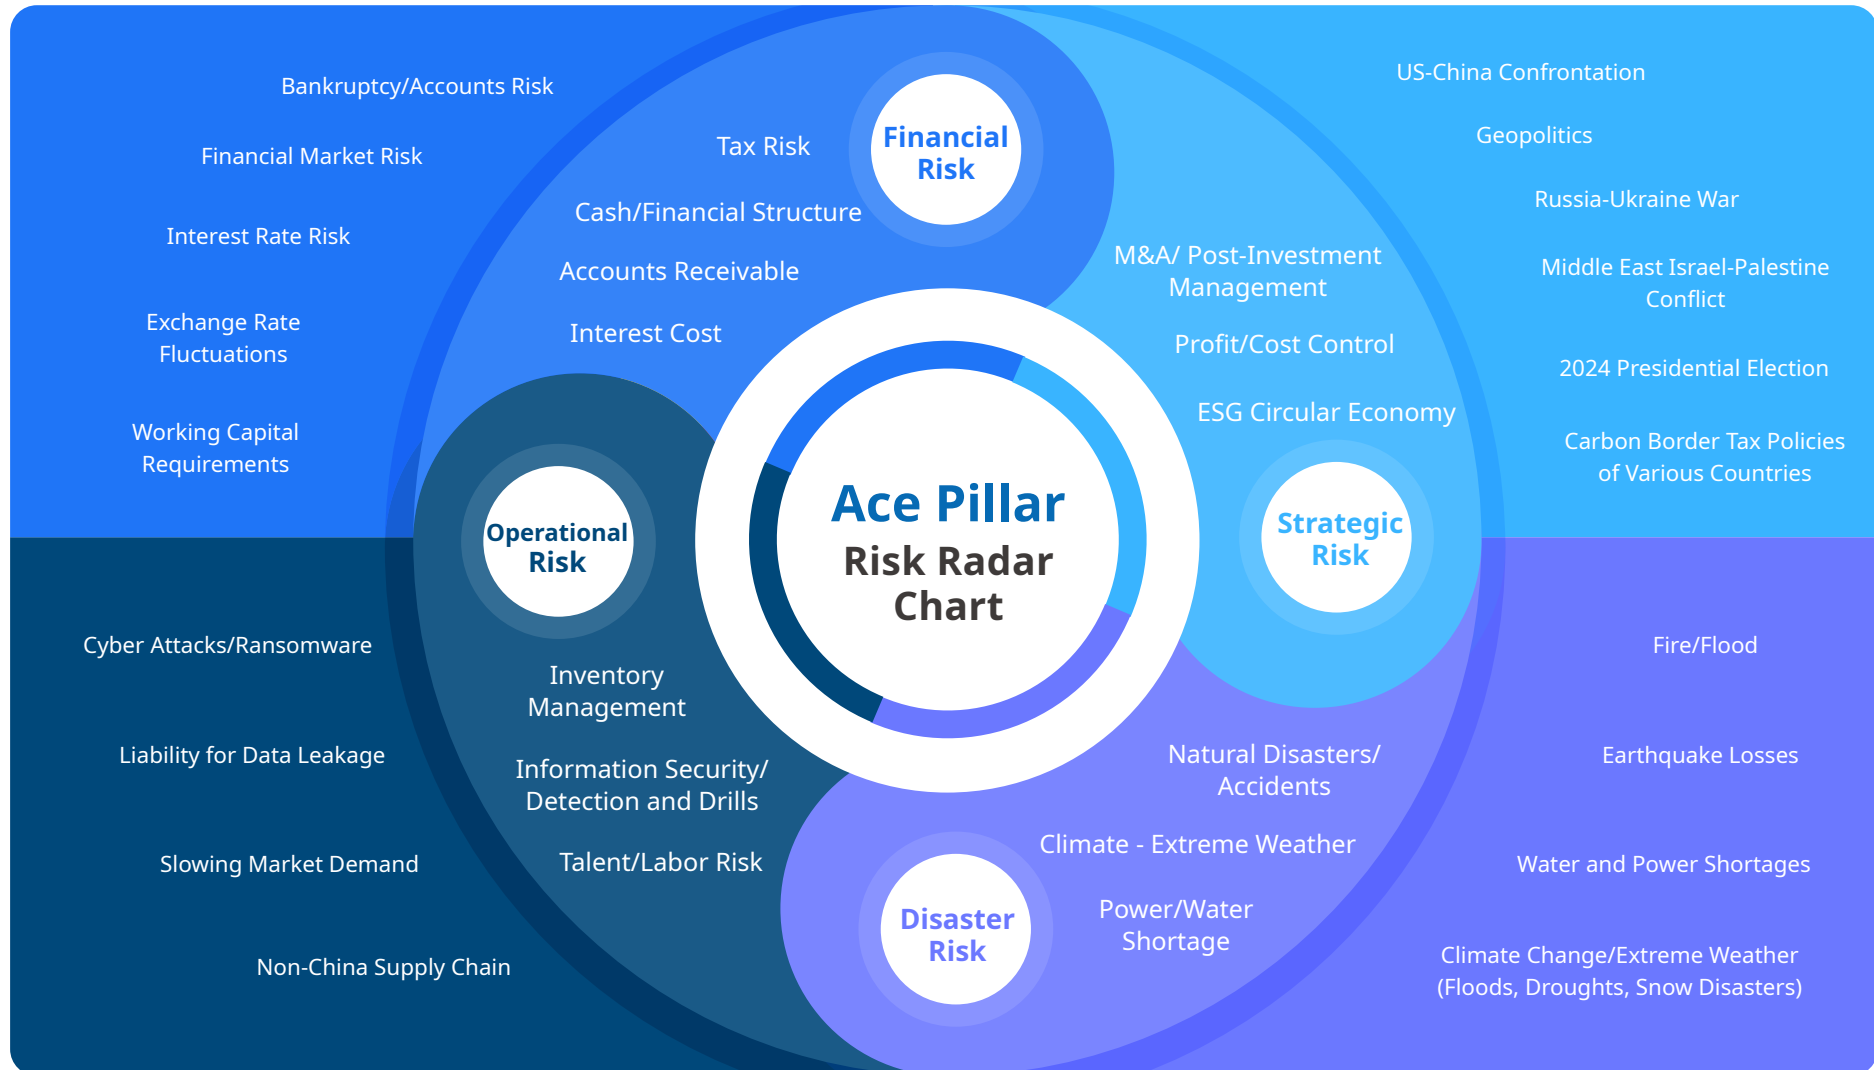 Bankruptcy/Accounts Risk
Financial Market Risk
Interest Rate Risk
Exchange Rate
Fluctuations
Working Capital
Requirements
Tax Risk
Cash/Financial Structure
Accounts Receivable
Interest Cost
Financial
Risk
US-China Confrontation
Geopolitics
Russia-Ukraine War
Middle East Israel-Palestine
Conflict
2024 Presidential Election
Carbon Border Tax Policies
of Various Countries
M&A/ Post-Investment
Management
Profit/Cost Control
ESG Circular Economy
Strategic
Risk
Ace Pillar
Risk Radar
Chart
Operational
Risk
Inventory
Management
Information Security/
Detection and Drills
Talent/Labor Risk
Cyber Attacks/Ransomware
Liability for Data Leakage
Slowing Market Demand
Non-China Supply Chain
Disaster
Risk
Natural Disasters/
Accidents
Climate - Extreme Weather
Power/Water
Shortage
Fire/Flood
Earthquake Losses
Water and Power Shortages
Climate Change/Extreme Weather
(Floods, Droughts, Snow Disasters)